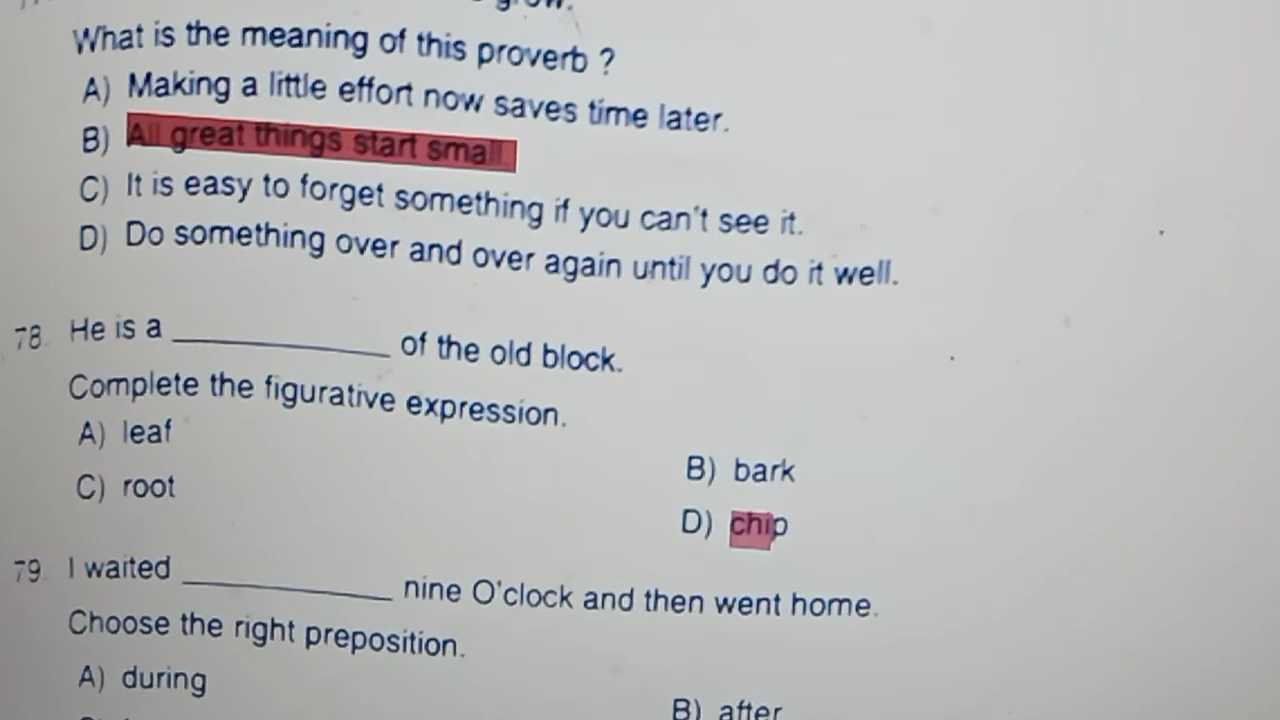 What is the meaning of this proverb ?
A) Making a little effort now saves time later.
B) All great things start small.
C) It is easy to forget something if you can't see it.
D) Do something over and over again until you do it well.
78. He is a __________ of the old block.
Complete the figurative expression.
A) leaf
B) bark
C) root
D) chip
79. I waited __________ nine O'clock and then went home.
Choose the right preposition.
A) during
B) after